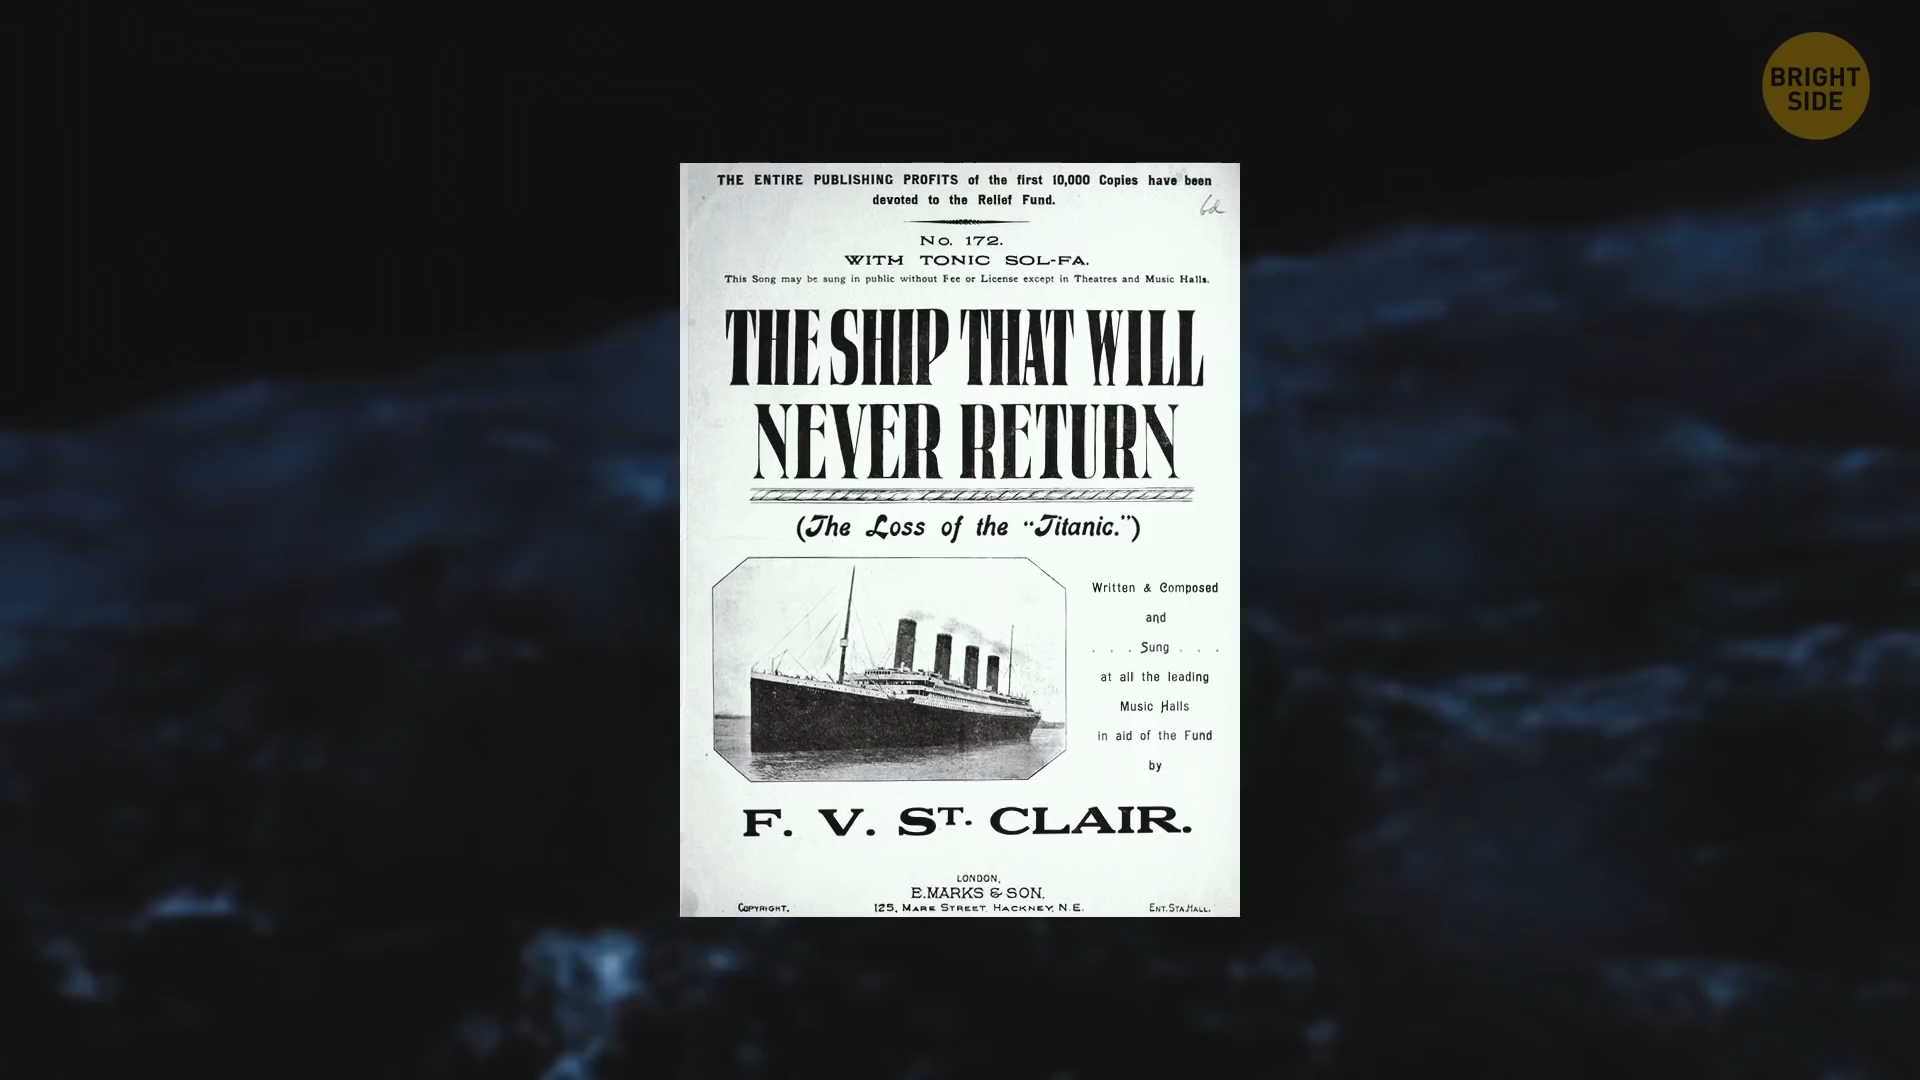 BRIGHT
SIDE
THE ENTIRE PUBLISHING PROFITS of the first 10,000 Copies have been
devoted to the Relief Fund.
6d
No. 172.
WITH TONIC SOL-FA.
This Song may be sung in public without Fee or License except in Theatres and Music Halls.
THE SHIP THAT WILL
NEVER RETURN
(The Loss of the “Titanic.”)
Written & Composed
and
. . . Sung . . .
at all the leading
Music Halls
in aid of the Fund
by
F. V. ST. CLAIR.
LONDON,
E. MARKS & SON,
COPYRIGHT. 125, MARE STREET, HACKNEY, N.E. ENT. STA. HALL.